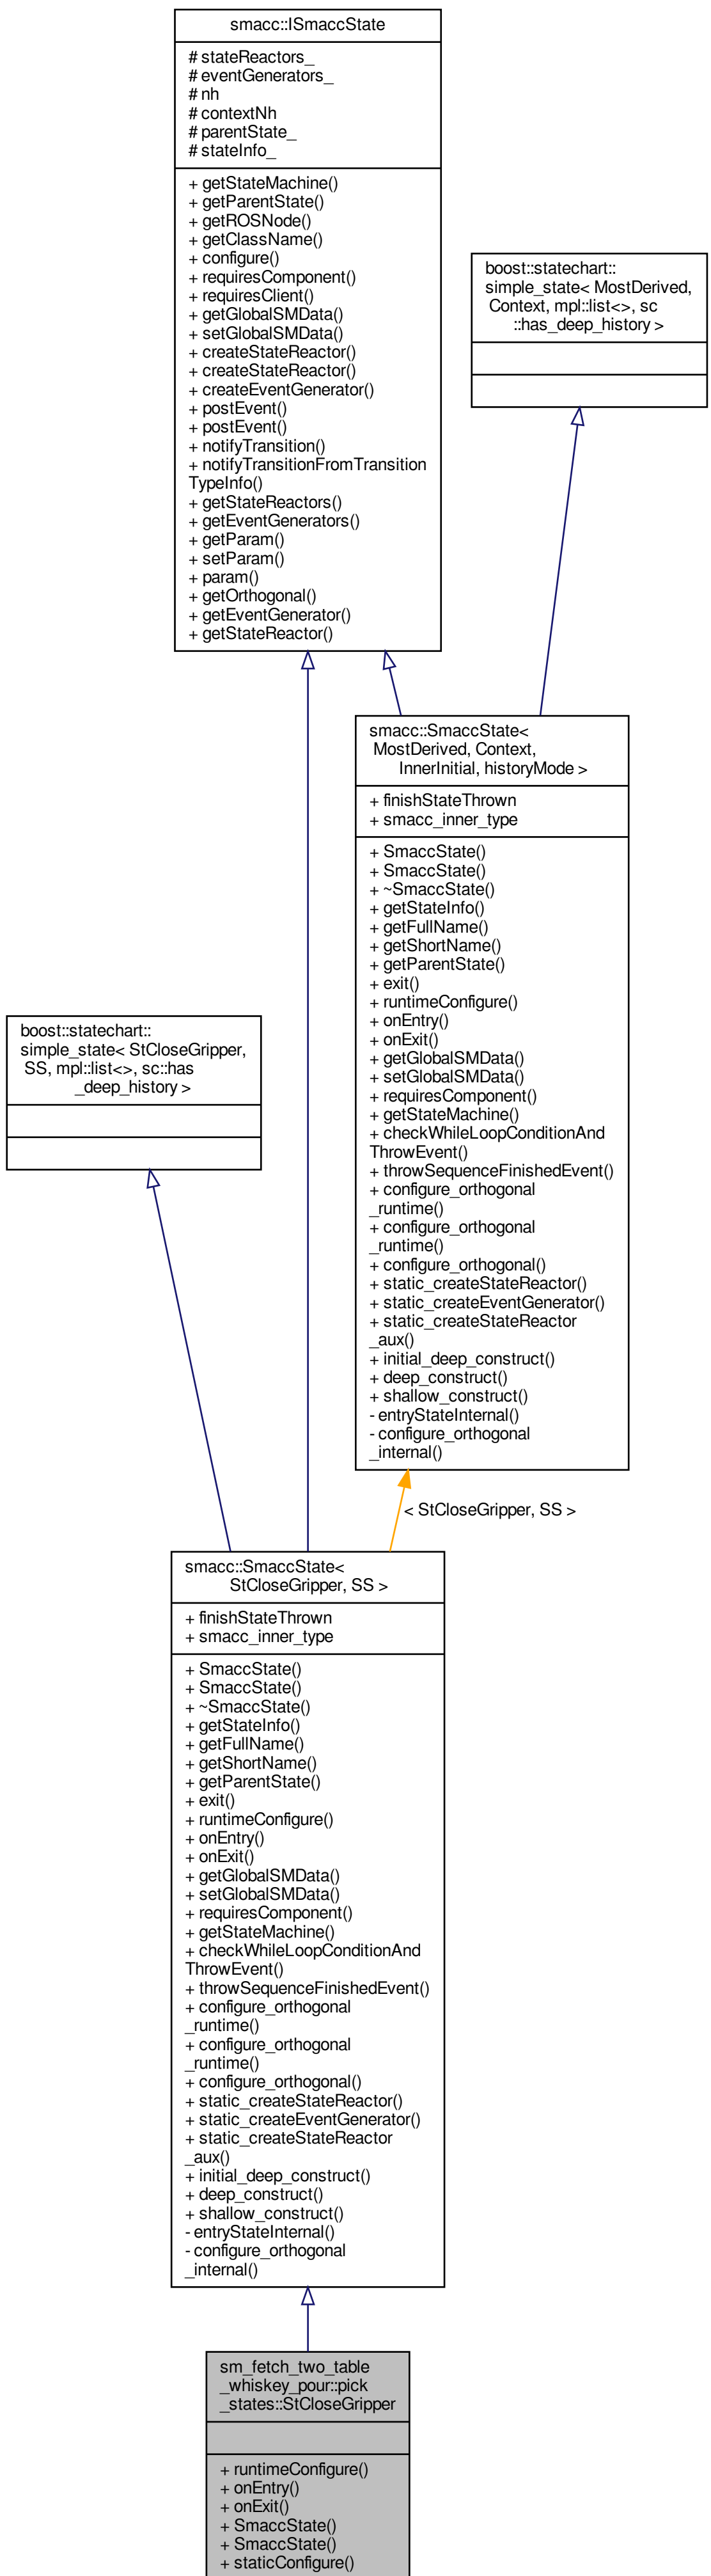 smacc::ISmaccState
# stateReactors_
# eventGenerators_
# nh
# contextNh
# parentState_
# stateInfo_
+ getStateMachine()
+ getParentState()
+ getROSNode()
+ getClassName()
+ configure()
+ requiresComponent()
+ requiresClient()
+ getGlobalSMData()
+ setGlobalSMData()
+ createStateReactor()
+ createStateReactor()
+ createEventGenerator()
+ postEvent()
+ postEvent()
+ notifyTransition()
+ notifyTransitionFromTransition
TypeInfo()
+ getStateReactors()
+ getEventGenerators()
+ getParam()
+ setParam()
+ param()
+ getOrthogonal()
+ getEventGenerator()
+ getStateReactor()
boost::statechart::
simple_state< MostDerived,
Context, mpl::list<>, sc
::has_deep_history >
smacc::SmaccState<
MostDerived, Context,
InnerInitial, historyMode >
+ finishStateThrown
+ smacc_inner_type
+ SmaccState()
+ SmaccState()
+ ~SmaccState()
+ getStateInfo()
+ getFullName()
+ getShortName()
+ getParentState()
+ exit()
+ runtimeConfigure()
+ onEntry()
+ onExit()
+ getGlobalSMData()
+ setGlobalSMData()
+ requiresComponent()
+ getStateMachine()
+ checkWhileLoopConditionAnd
ThrowEvent()
+ throwSequenceFinishedEvent()
+ configure_orthogonal
_runtime()
+ configure_orthogonal
_runtime()
+ configure_orthogonal()
+ static_createStateReactor()
+ static_createEventGenerator()
+ static_createStateReactor
_aux()
+ initial_deep_construct()
+ deep_construct()
+ shallow_construct()
- entryStateInternal()
- configure_orthogonal
_internal()
boost::statechart::
simple_state< StCloseGripper,
SS, mpl::list<>, sc::has
_deep_history >
< StCloseGripper, SS >
smacc::SmaccState<
StCloseGripper, SS >
+ finishStateThrown
+ smacc_inner_type
+ SmaccState()
+ SmaccState()
+ ~SmaccState()
+ getStateInfo()
+ getFullName()
+ getShortName()
+ getParentState()
+ exit()
+ runtimeConfigure()
+ onEntry()
+ onExit()
+ getGlobalSMData()
+ setGlobalSMData()
+ requiresComponent()
+ getStateMachine()
+ checkWhileLoopConditionAnd
ThrowEvent()
+ throwSequenceFinishedEvent()
+ configure_orthogonal
_runtime()
+ configure_orthogonal
_runtime()
+ configure_orthogonal()
+ static_createStateReactor()
+ static_createEventGenerator()
+ static_createStateReactor
_aux()
+ initial_deep_construct()
+ deep_construct()
+ shallow_construct()
- entryStateInternal()
- configure_orthogonal
_internal()
sm_fetch_two_table
_whiskey_pour::pick
_states::StCloseGripper
+ runtimeConfigure()
+ onEntry()
+ onExit()
+ SmaccState()
+ SmaccState()
+ staticConfigure()